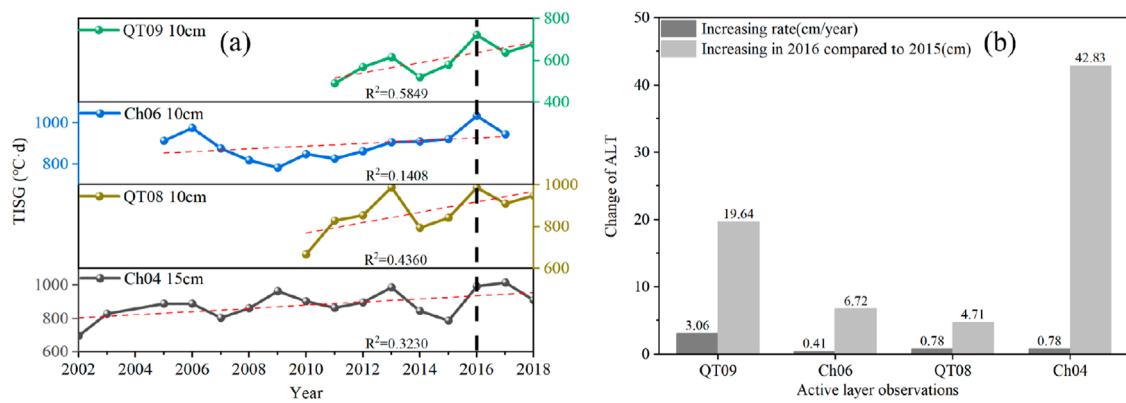 QT09 10cm
(a)
800
600
400
R²=0.5849
Ch06 10cm
1000
800
R²=0.1408
QT08 10cm
1000
800
600
R²=0.4360
Ch04 15cm
1000
800
600
R²=0.3230
TISG (℃·d)
2002 2004 2006 2008 2010 2012 2014 2016 2018
Year
Increasing rate(cm/year)
Increasing in 2016 compared to 2015(cm)
(b)
50
40
30
20
10
0
Change of ALT
3.06
19.64
0.41
6.72
0.78
4.71
0.78
42.83
QT09 Ch06 QT08 Ch04
Active layer observations